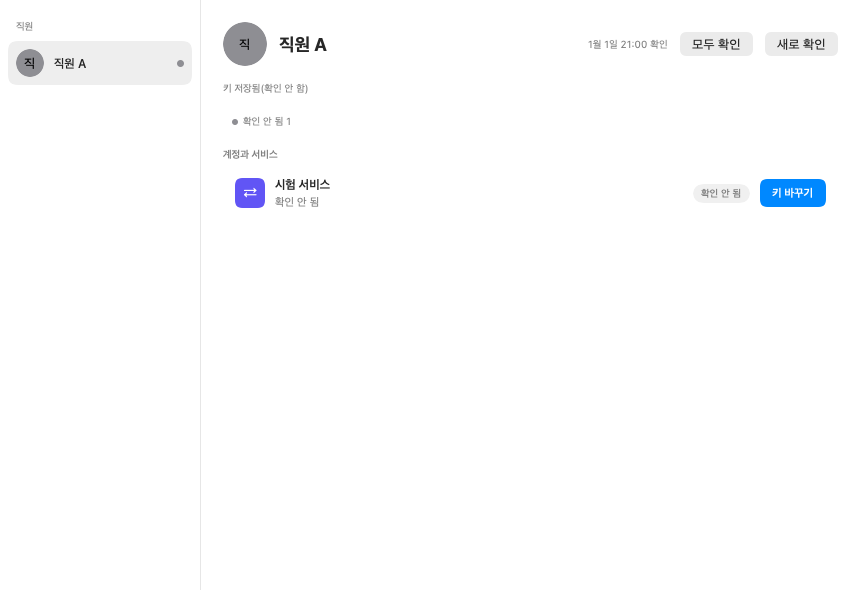 직원
직 직원 A
직 직원 A
1월 1일 21:00 확인 모두 확인 새로 확인
키 저장됨(확인 안 함)
확인 안 됨 1
계정과 서비스
시험 서비스
확인 안 됨
확인 안 됨 키 바꾸기